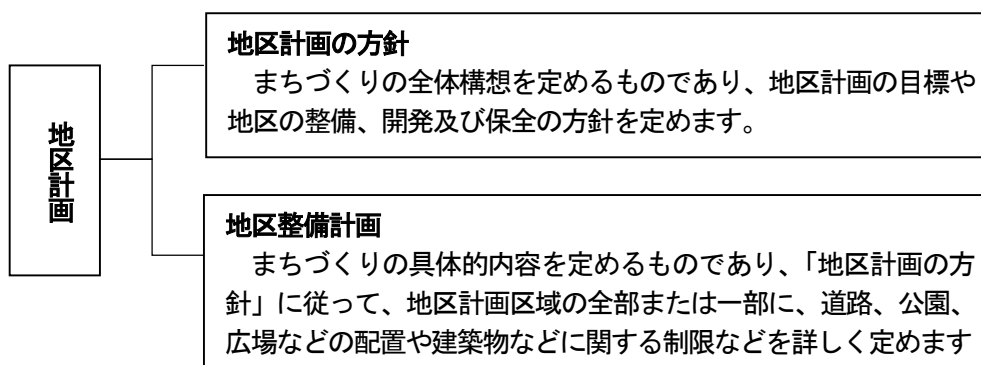 地区計画
地区計画の方針
まちづくりの全体構想を定めるものであり、地区計画の目標や
地区の整備、開発及び保全の方針を定めます。
地区整備計画
まちづくりの具体的内容を定めるものであり、「地区計画の方
針」に従って、地区計画区域の全部または一部に、道路、公園、
広場などの配置や建築物などに関する制限などを詳しく定めます